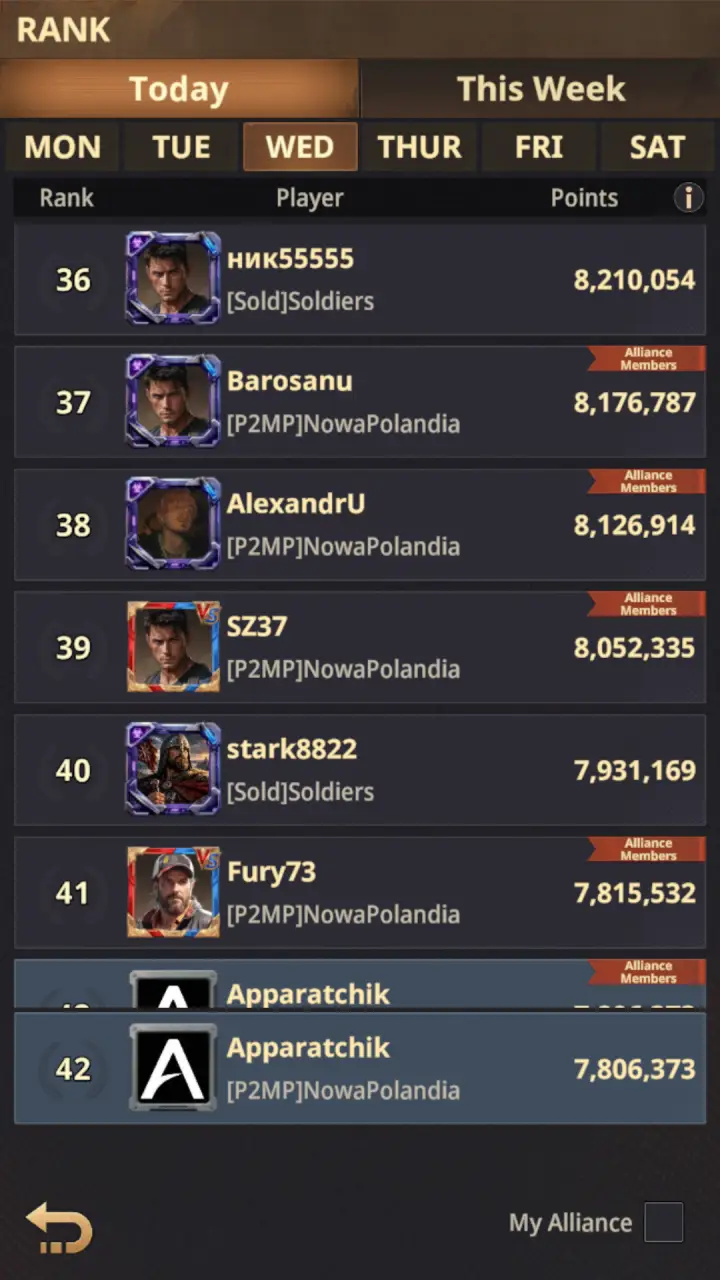 RANK
Today
This Week
MON TUE WED THUR FRI SAT
Rank Player Points
36 ник55555 8,210,054
[Sold]Soldiers
Alliance Members
37 Barosanu 8,176,787
[P2MP]NowaPolandia
Alliance Members
38 AlexandrU 8,126,914
[P2MP]NowaPolandia
Alliance Members
39 SZ37 8,052,335
[P2MP]NowaPolandia
40 stark8822 7,931,169
[Sold]Soldiers
Alliance Members
41 Fury73 7,815,532
[P2MP]NowaPolandia
Alliance Members
Apparatchik
42 Apparatchik 7,806,373
[P2MP]NowaPolandia
My Alliance